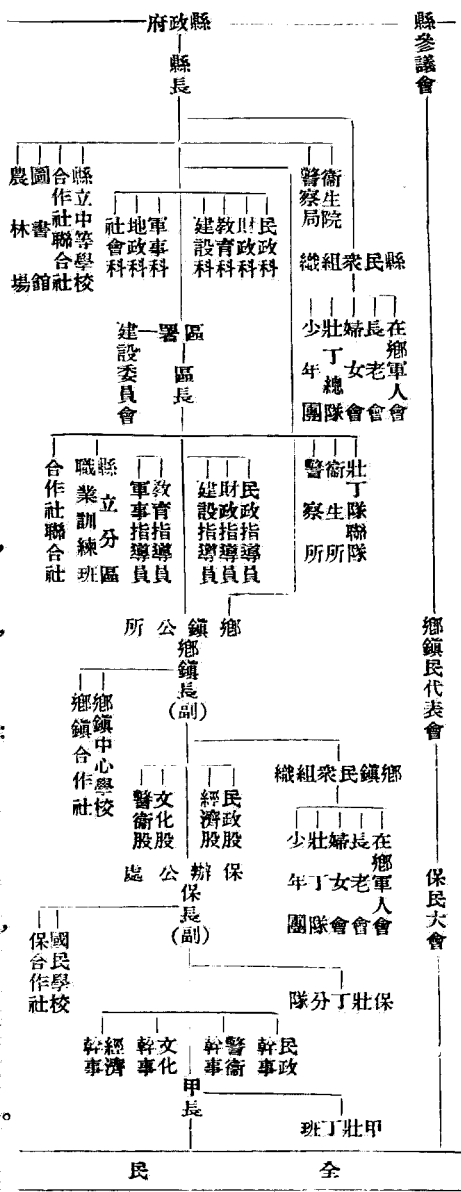 縣參議會
縣政府
縣長
衞生院
警察局
縣立中等學校
合作社聯合社
圖書館
農林場
民政科
財政科
教育科
建設科
軍事科
地政科
社會科
縣民衆組織
在鄉軍人會
長老會
婦女會
壯丁總隊
少年團
區署
建設委員會
區長
壯丁隊聯隊
衞生所
警察所
民政指導員
財政指導員
建設指導員
教育指導員
軍事指導員
縣立分區
職業訓練班
合作社聯合社
鄉鎮民代表會
鄉鎮公所
鄉鎮長
(副)
鄉鎮中心學校
鄉鎮合作社
鄉鎮民衆組織
在鄉軍人會
長老會
婦女會
壯丁隊
少年團
民政股
經濟股
文化股
警衞股
保民大會
保辦公處
保長
(副)
國民學校
保合作社
保壯丁分隊
民政幹事
警衞幹事
文化幹事
經濟幹事
甲長
甲壯丁班
全民